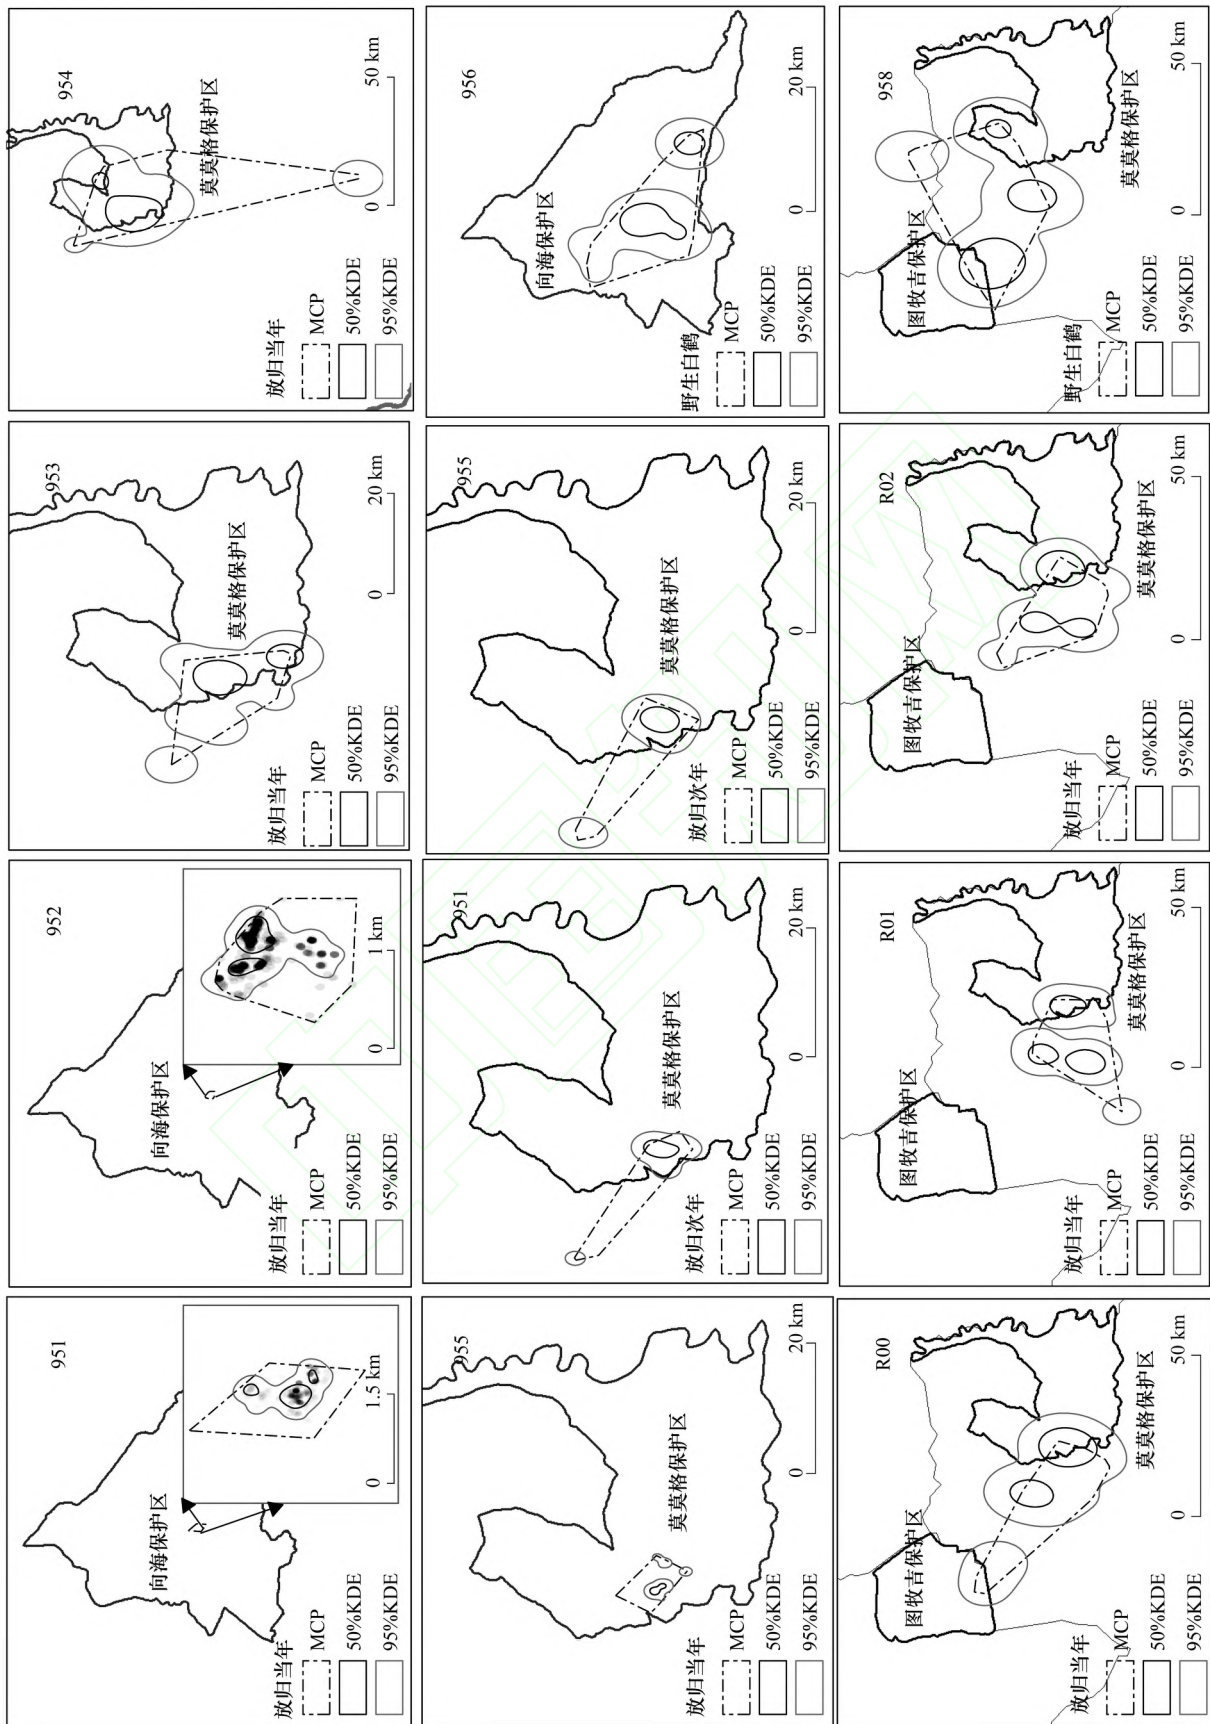 951
向海保护区
放归当年
MCP
50%KDE
95%KDE
0 1.5 km
952
向海保护区
放归当年
MCP
50%KDE
95%KDE
0 1 km
953
莫莫格保护区
放归当年
MCP
50%KDE
95%KDE
0 20 km
954
莫莫格保护区
放归当年
MCP
50%KDE
95%KDE
0 50 km
955
莫莫格保护区
放归当年
MCP
50%KDE
95%KDE
0 20 km
951
莫莫格保护区
放归次年
MCP
50%KDE
95%KDE
0 20 km
955
莫莫格保护区
放归次年
MCP
50%KDE
95%KDE
0 20 km
956
向海保护区
野生白鹤
MCP
50%KDE
95%KDE
0 20 km
R00
图牧吉保护区
莫莫格保护区
放归当年
MCP
50%KDE
95%KDE
0 50 km
R01
图牧吉保护区
莫莫格保护区
放归当年
MCP
50%KDE
95%KDE
0 50 km
R02
图牧吉保护区
莫莫格保护区
放归当年
MCP
50%KDE
95%KDE
0 50 km
958
图牧吉保护区
莫莫格保护区
野生白鹤
MCP
50%KDE
95%KDE
0 50 km